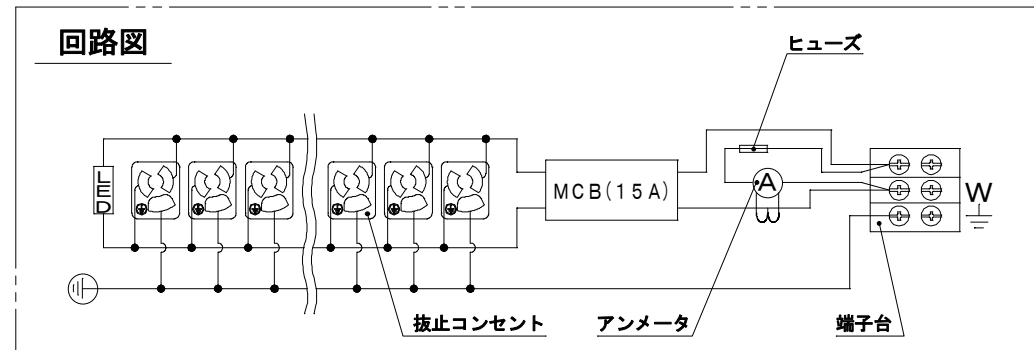 回路図
ヒューズ
LED
MCB(15A)
A
W
抜止コンセント
アンメータ
端子台